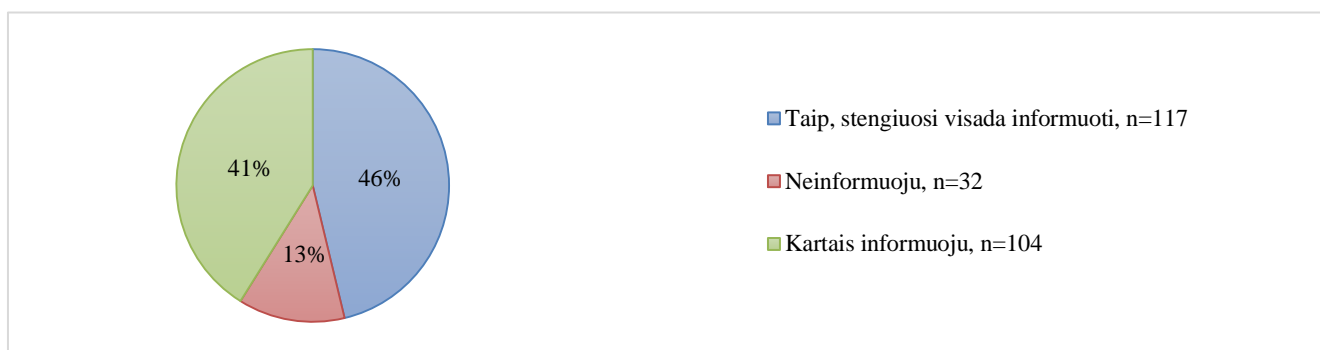 41%
46%
13%
Taip, stengiuosi visada informuoti, n=117
Neinformuoju, n=32
Kartais informuoju, n=104